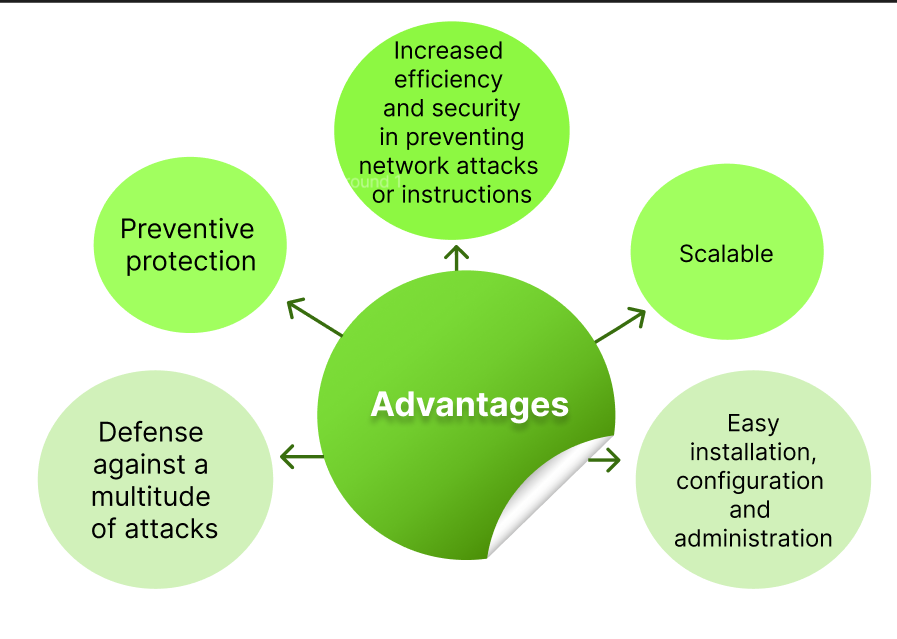 Increased
efficiency
and security
in preventing
network attacks
or instructions
Preventive
protection
Scalable
Advantages
Defense
against a
multitude
of attacks
Easy
installation,
configuration
and
administration